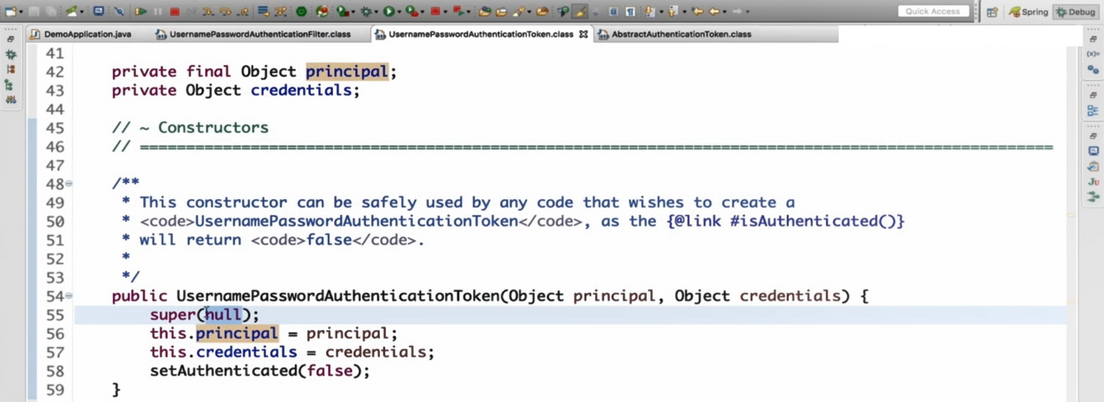 Quick Access
Spring
Debug
DemoApplication.java
UsernamePasswordAuthenticationFilter.class
UsernamePasswordAuthenticationToken.class
AbstractAuthenticationToken.class
41
42 private final Object principal;
43 private Object credentials;
44
45 // ~ Constructors
46 // ===================================================================================================
47
48 /**
49 * This constructor can be safely used by any code that wishes to create a
50 * <code>UsernamePasswordAuthenticationToken</code>, as the {@link #isAuthenticated()}
51 * will return <code>false</code>.
52 *
53 */
54 public UsernamePasswordAuthenticationToken(Object principal, Object credentials) {
55 super(null);
56 this.principal = principal;
57 this.credentials = credentials;
58 setAuthenticated(false);
59 }